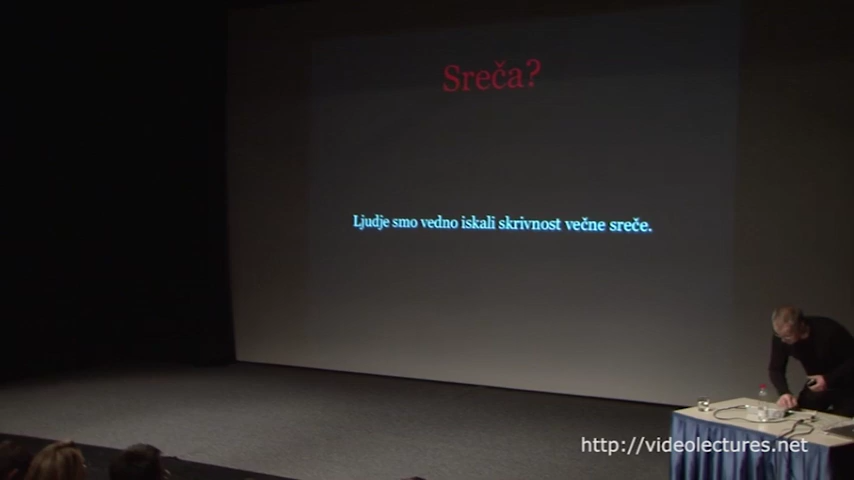 Sreča?
Ljudje smo vedno iskali skrivnost večne sreče.
http://videolectures.net